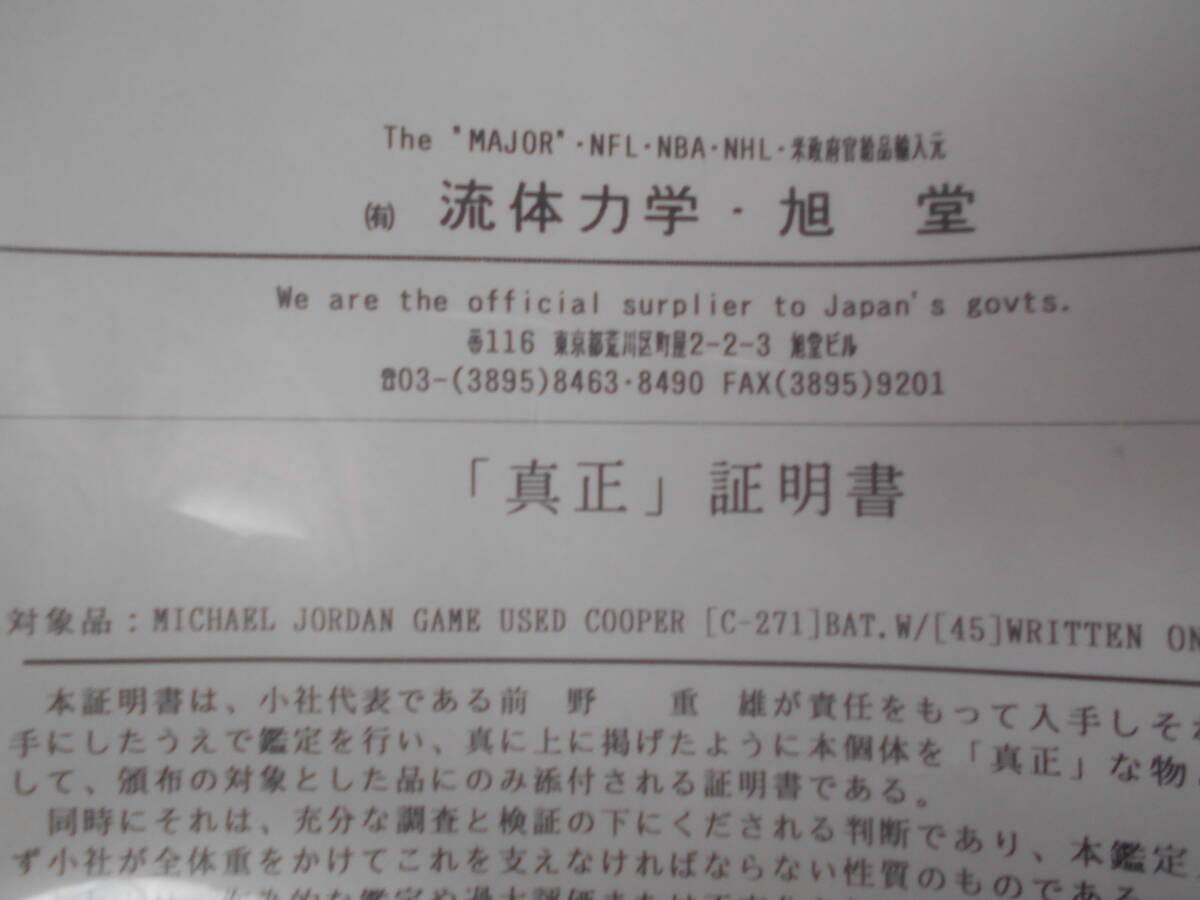 The "MAJOR"・NFL・NBA・NHL・米政府官給品輸入元
㈲ 流体力学・旭 堂
We are the official surplier to Japan's govts.
〠116 東京都荒川区町屋2-2-3 旭堂ビル
☎03-(3895)8463・8490 FAX(3895)9201
「真正」証明書
対象品：MICHAEL JORDAN GAME USED COOPER [C-271]BAT.W/[45]WRITTEN ON
本証明書は、小社代表である前 野 重 雄が責任をもって入手しそ
手にしたうえで鑑定を行い、真に上に掲げたように本個体を「真正」な物
して、頒布の対象とした品にのみ添付される証明書である。
同時にそれは、充分な調査と検証の下にくだされる判断であり、本鑑定
ず小社が全体重をかけてこれを支えなければならない性質のものである